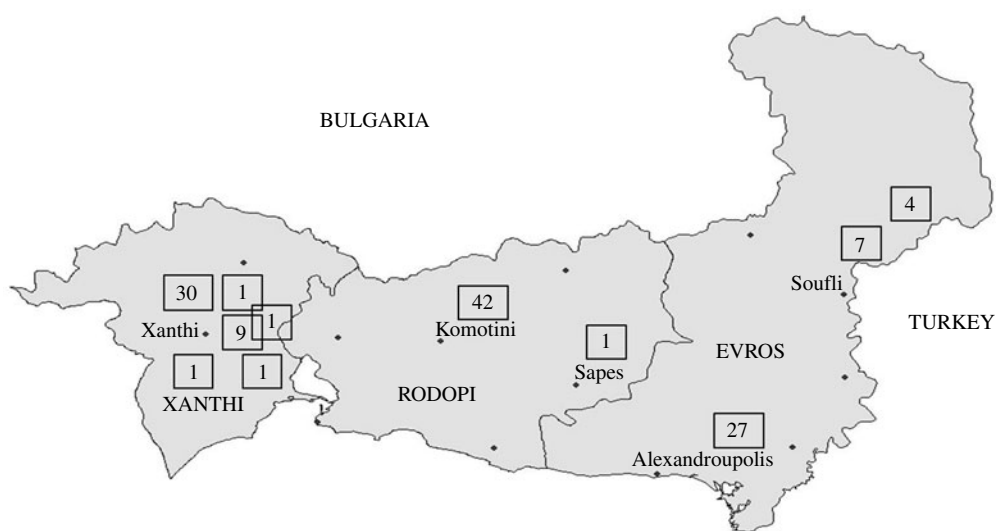 BULGARIA
4
7
30
1
42
Soufli
1
Xanthi
9
Komotini
TURKEY
1
EVROS
1
1
Sapes
XANTHI
RODOPI
27
Alexandroupolis